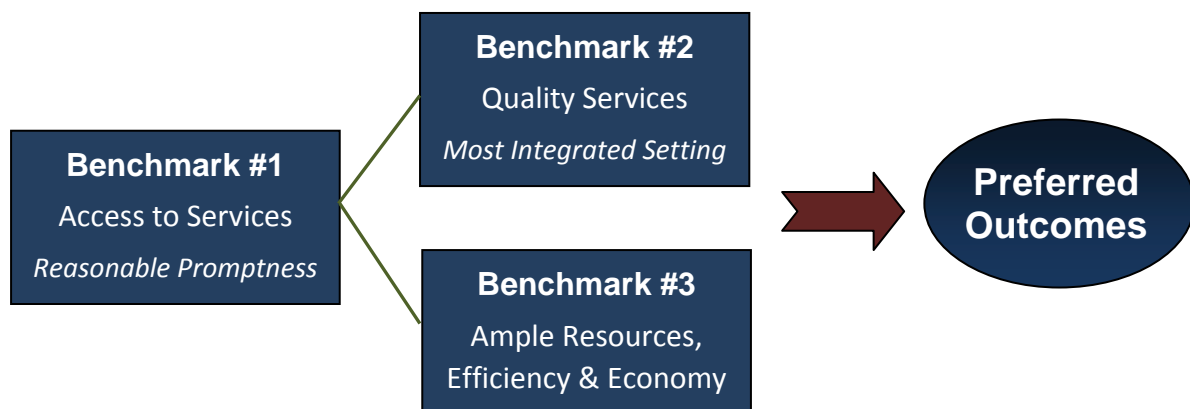 Benchmark #1
Access to Services
Reasonable Promptness
Benchmark #2
Quality Services
Most Integrated Setting
Benchmark #3
Ample Resources,
Efficiency & Economy
Preferred
Outcomes